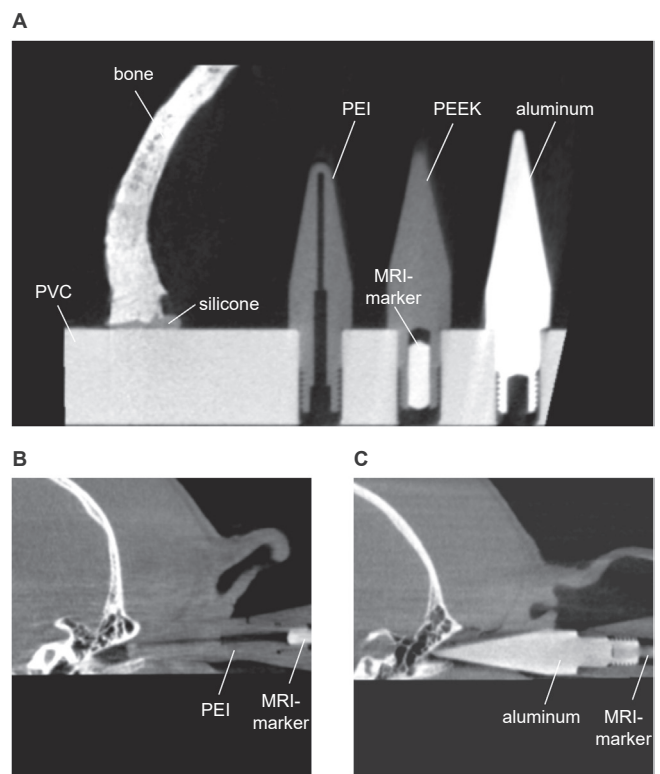 A
bone
PEI
PEEK
aluminum
MRI-
marker
PVC
silicone
B
C
PEI
MRI-
marker
aluminum
MRI-
marker